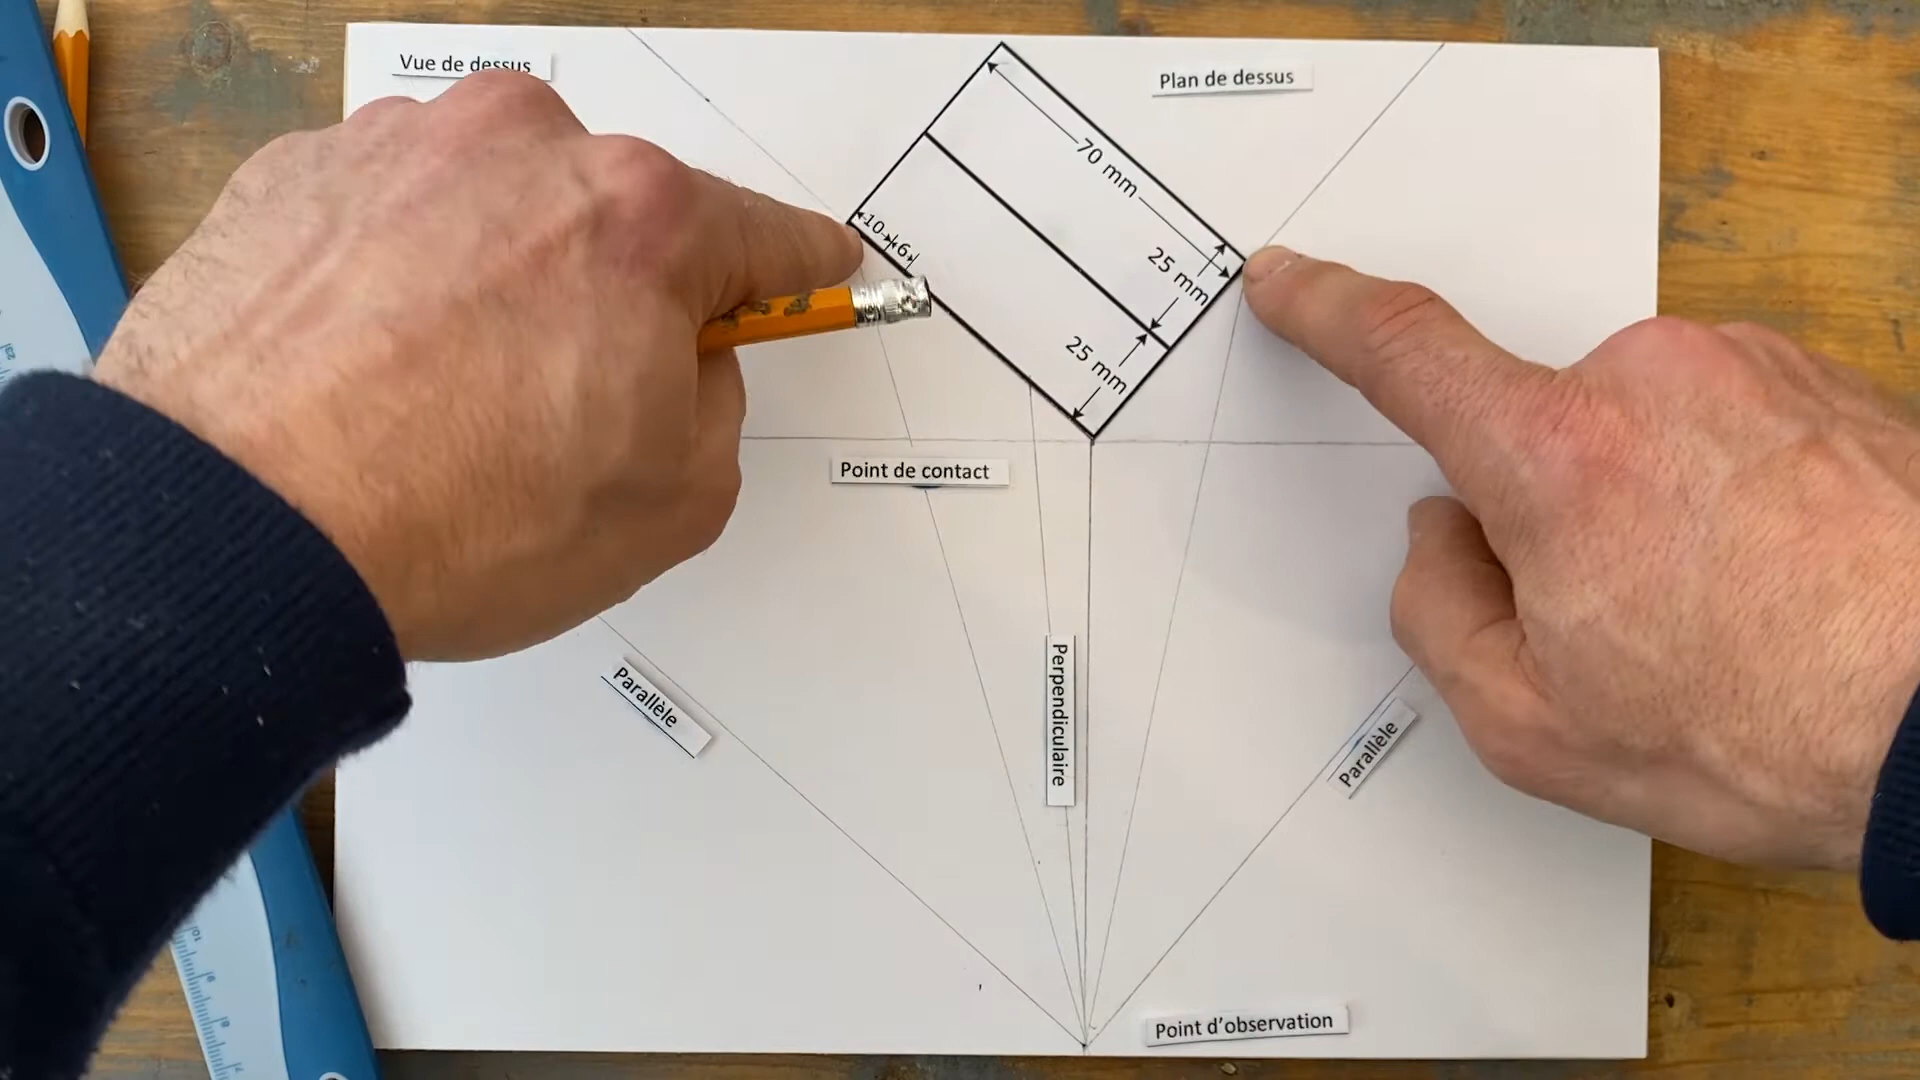 Vue de dessus
Plan de dessus
70 mm
10
6
25 mm
25 mm
Point de contact
Perpendiculaire
Parallèle
Parallèle
Point d'observation